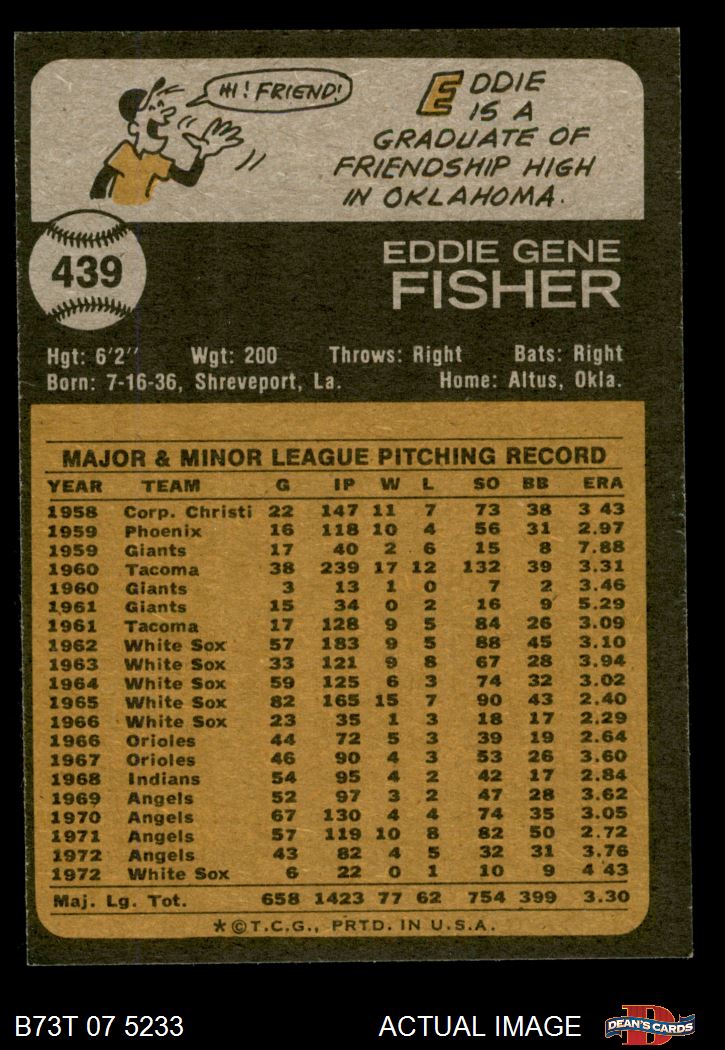 HI! FRIEND!
EDDIE
IS A
GRADUATE OF
FRIENDSHIP HIGH
IN OKLAHOMA.
439
EDDIE GENE
FISHER
Hgt: 6'2" Wgt: 200 Throws: Right Bats: Right
Born: 7-16-36, Shreveport, La. Home: Altus, Okla.
MAJOR & MINOR LEAGUE PITCHING RECORD
YEAR TEAM G IP W L SO BB ERA
1958 Corp. Christi 22 147 11 7 73 38 3 43
1959 Phoenix 16 118 10 4 56 31 2.97
1959 Giants 17 40 2 6 15 8 7.88
1960 Tacoma 38 239 17 12 132 39 3.31
1960 Giants 3 13 1 0 7 2 3.46
1961 Giants 15 34 0 2 16 9 5.29
1961 Tacoma 17 128 9 5 84 26 3.09
1962 White Sox 57 183 9 5 88 45 3.10
1963 White Sox 33 121 9 8 67 28 3.94
1964 White Sox 59 125 6 3 74 32 3.02
1965 White Sox 82 165 15 7 90 43 2.40
1966 White Sox 23 35 1 3 18 17 2.29
1966 Orioles 44 72 5 3 39 19 2.64
1967 Orioles 46 90 4 3 53 26 3.60
1968 Indians 54 95 4 2 42 17 2.84
1969 Angels 52 97 3 2 47 28 3.62
1970 Angels 67 130 4 4 74 35 3.05
1971 Angels 57 119 10 8 82 50 2.72
1972 Angels 43 82 4 5 32 31 3.76
1972 White Sox 6 22 0 1 10 9 4 43
Maj. Lg. Tot. 658 1423 77 62 754 399 3.30
*©T.C.G., PRTD. IN U.S.A.
B73T 07 5233 ACTUAL IMAGE DEAN'S CARDS